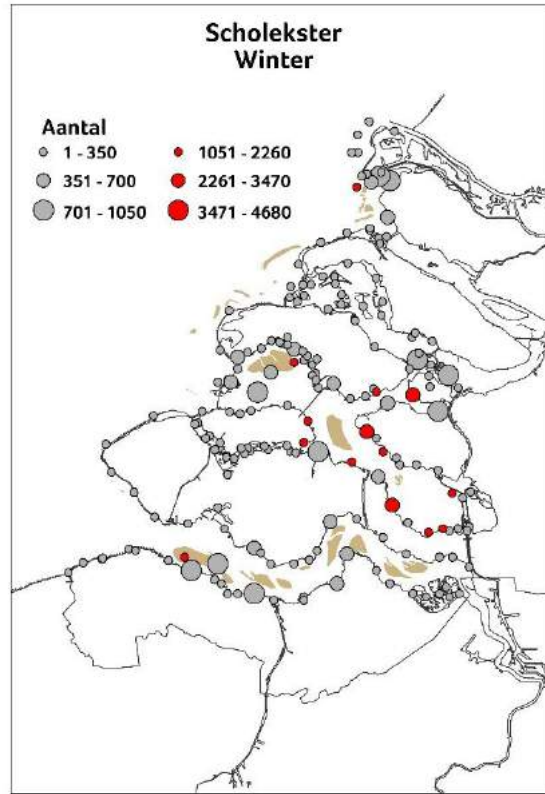 Scholekster
Winter
Aantal
1 - 350
351 - 700
701 - 1050
1051 - 2260
2261 - 3470
3471 - 4680